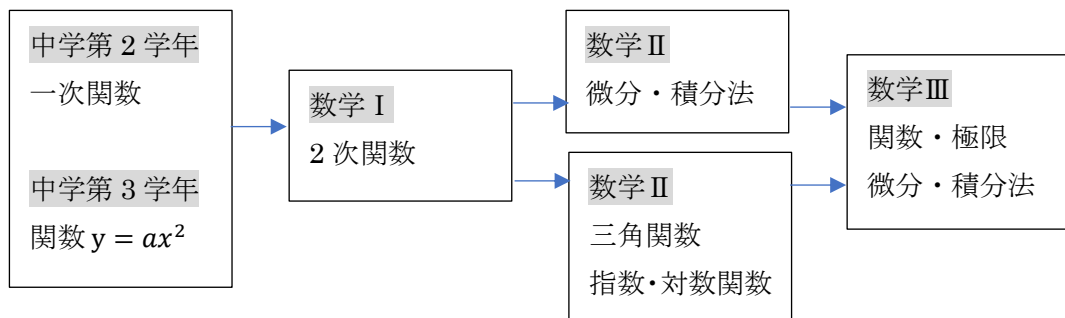 中学第２学年
一次関数
中学第３学年
関数 y = ax²
数学Ⅰ
２次関数
数学Ⅱ
微分・積分法
数学Ⅱ
三角関数
指数・対数関数
数学Ⅲ
関数・極限
微分・積分法